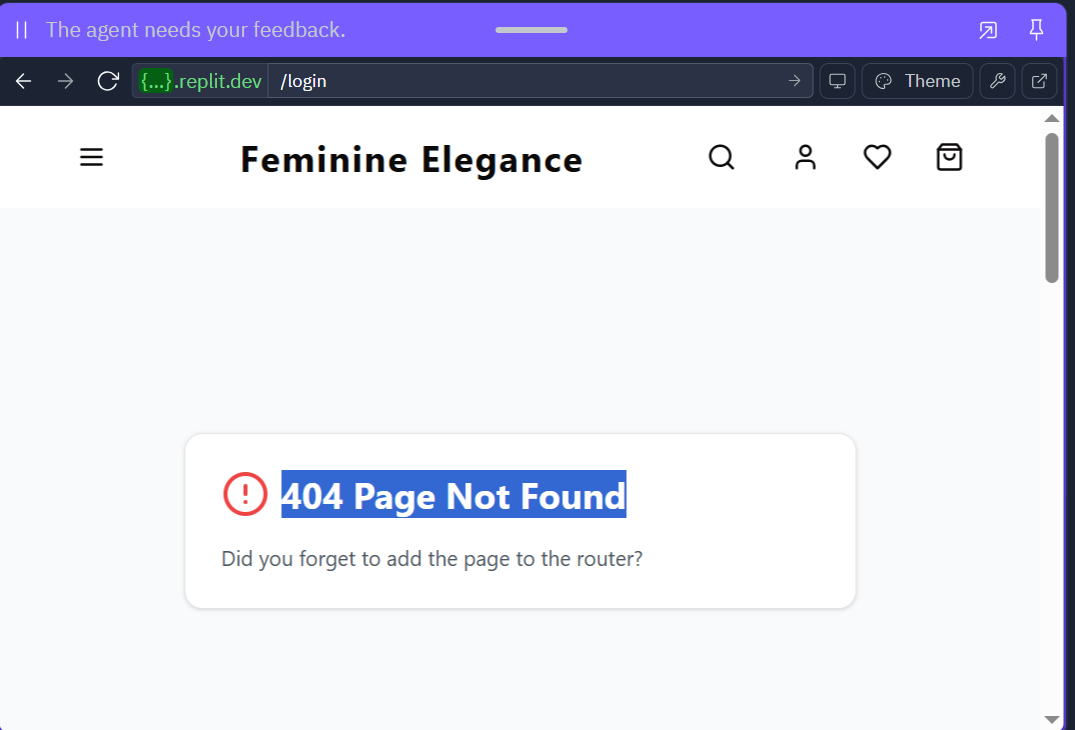 The agent needs your feedback.
{...}.replit.dev /login
Theme
Feminine Elegance
404 Page Not Found
Did you forget to add the page to the router?